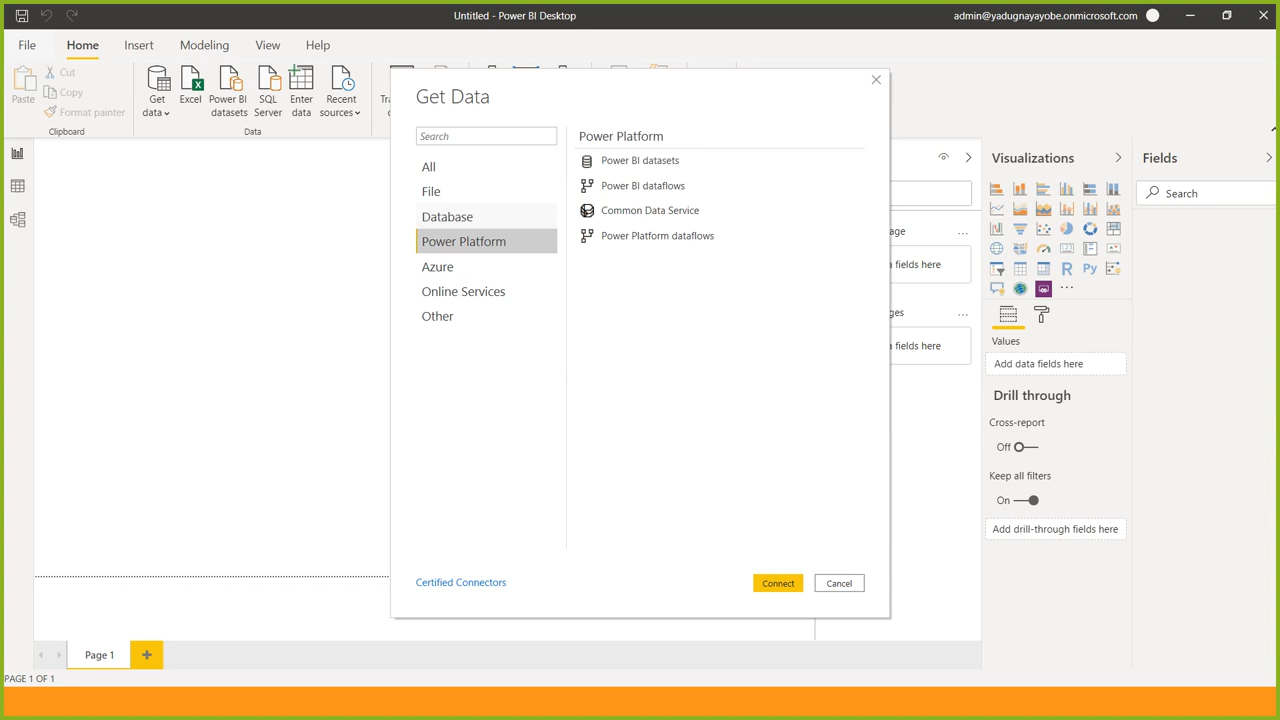 Untitled - Power BI Desktop
admin@yadugnayayobe.onmicrosoft.com
File
Home
Insert
Modeling
View
Help
Paste
Cut
Copy
Format painter
Clipboard
Get data
Excel
Power BI datasets
SQL Server
Enter data
Recent sources
Data
Get Data
Search
All
File
Database
Power Platform
Azure
Online Services
Other
Power Platform
Power BI datasets
Power BI dataflows
Common Data Service
Power Platform dataflows
Certified Connectors
Connect
Cancel
fields here
fields here
Visualizations
R
Py
Values
Add data fields here
Drill through
Cross-report
Off
Keep all filters
On
Add drill-through fields here
Fields
Search
Page 1
PAGE 1 OF 1